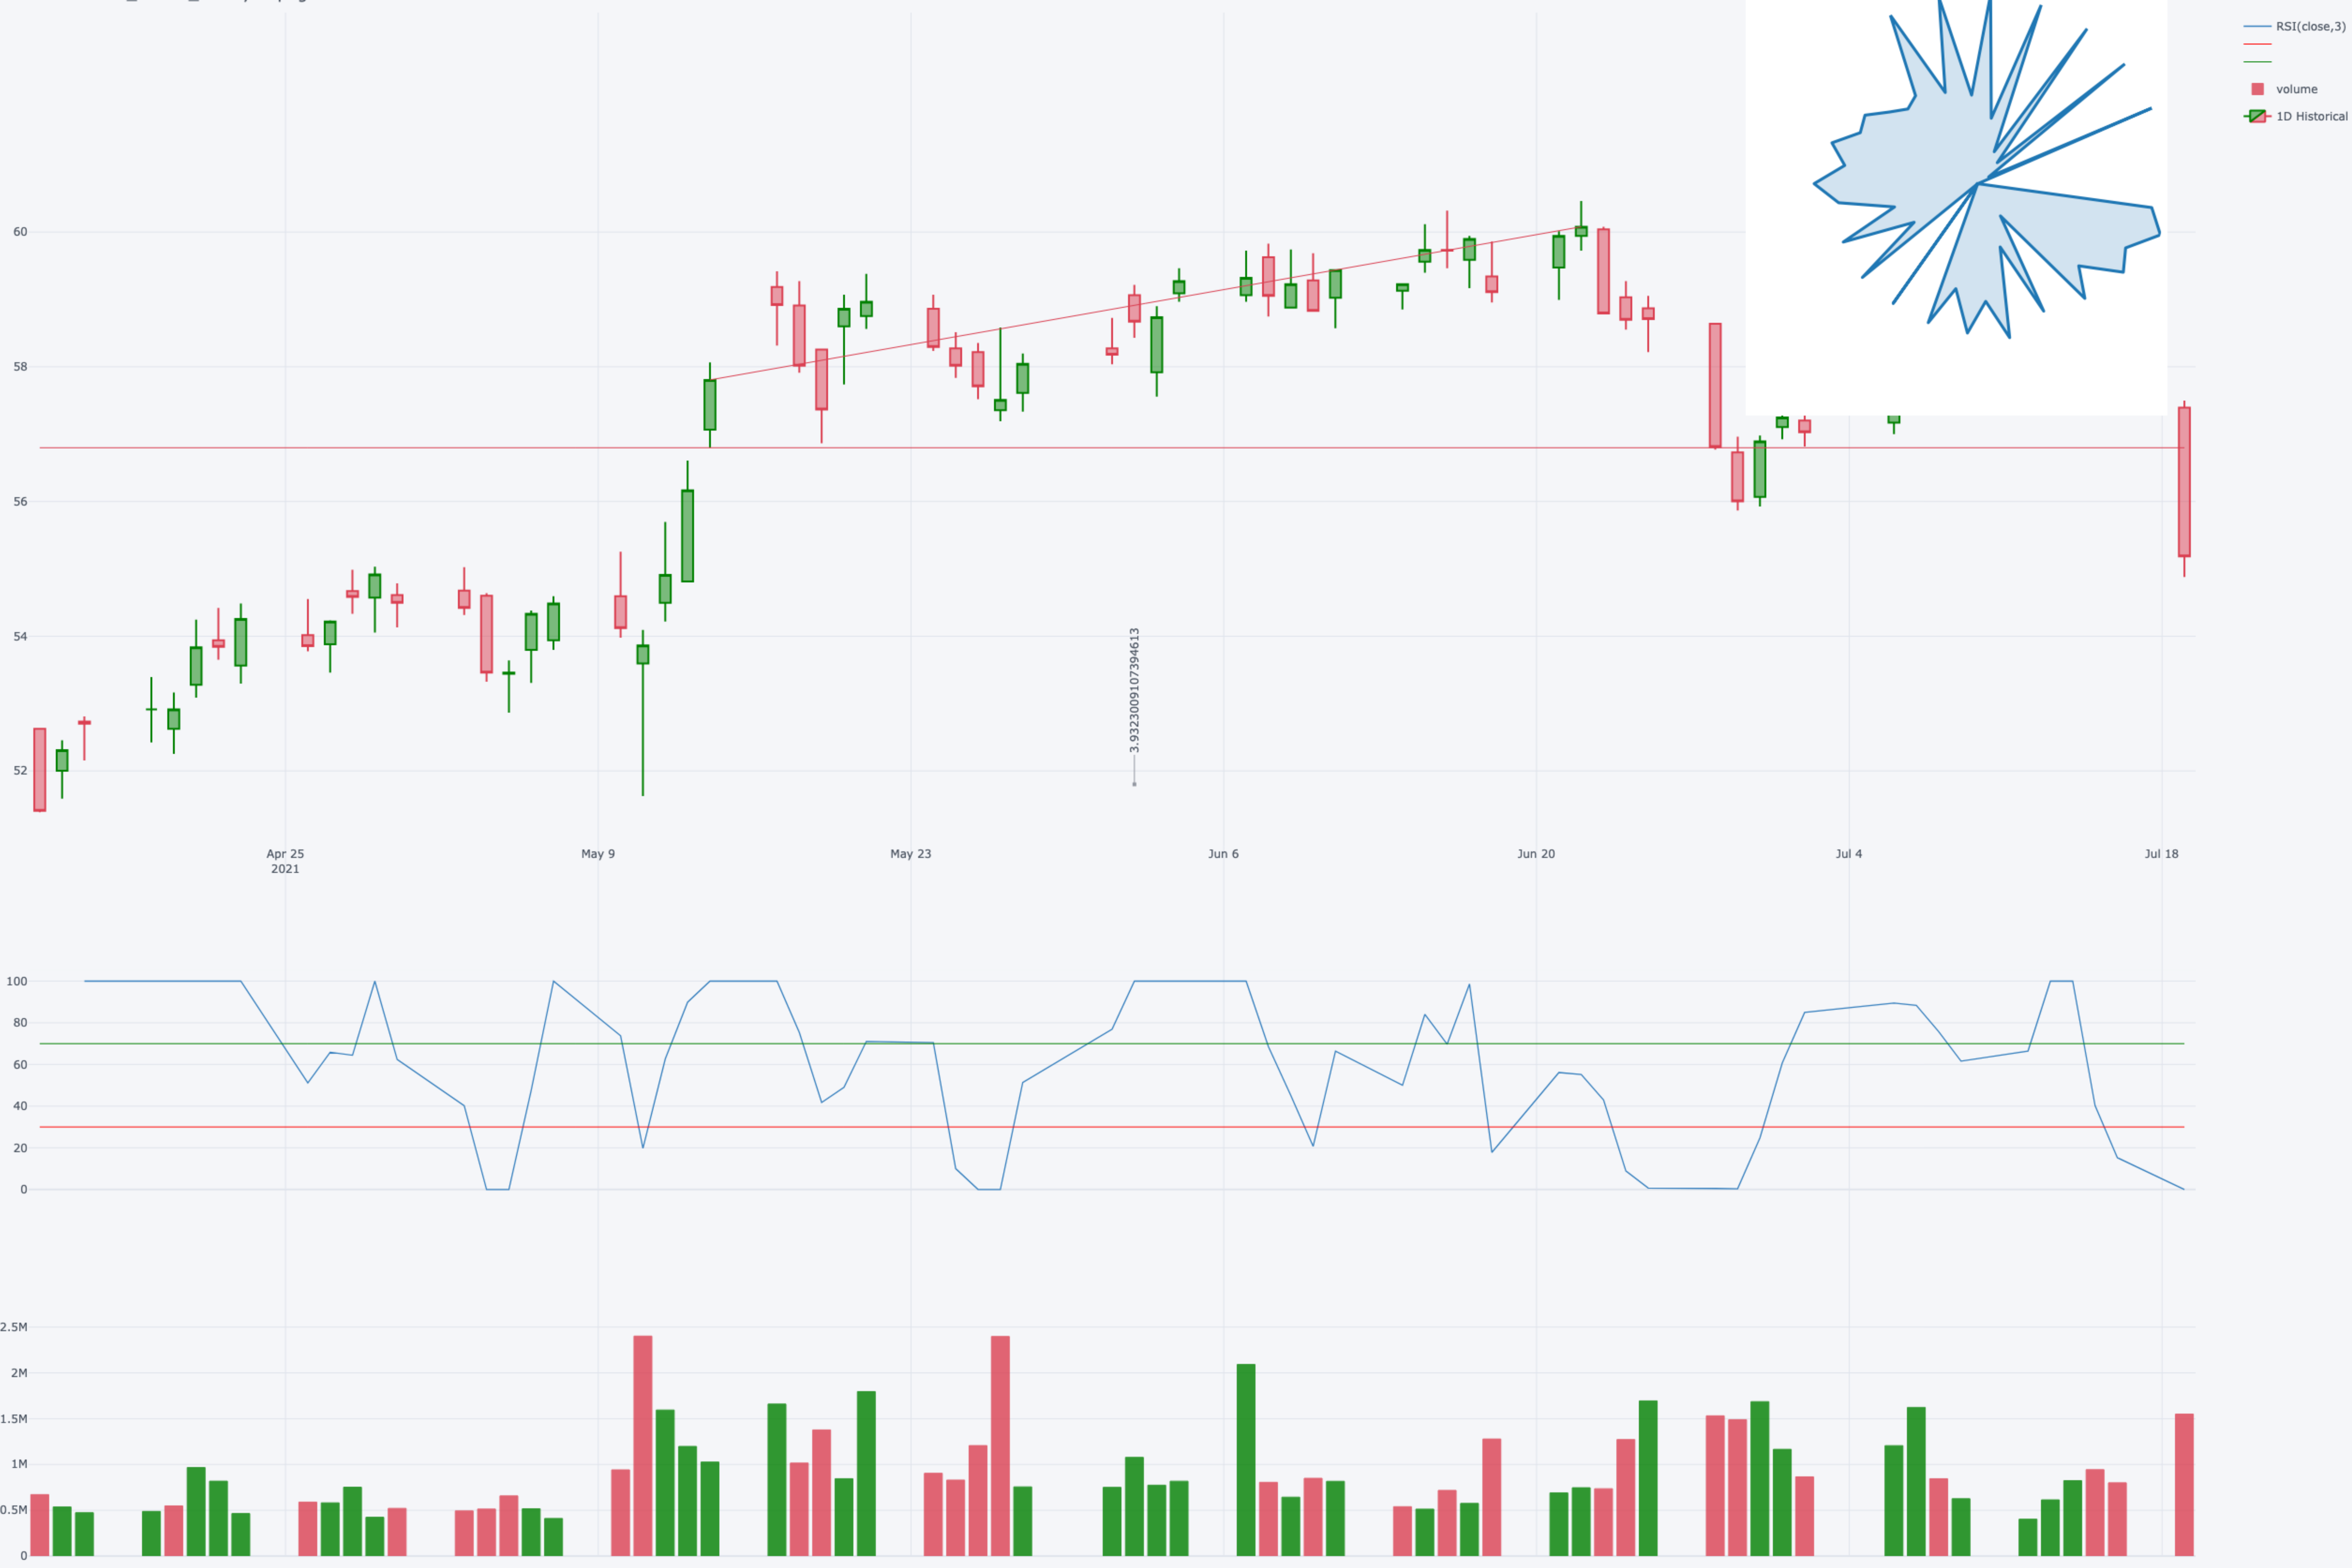 RSI(close,3)
volume
1D Historical
60
58
56
54
52
3.9323009107394613
Apr 25
2021
May 9
May 23
Jun 6
Jun 20
Jul 4
Jul 18
100
80
60
40
20
0
2.5M
2M
1.5M
1M
0.5M
0